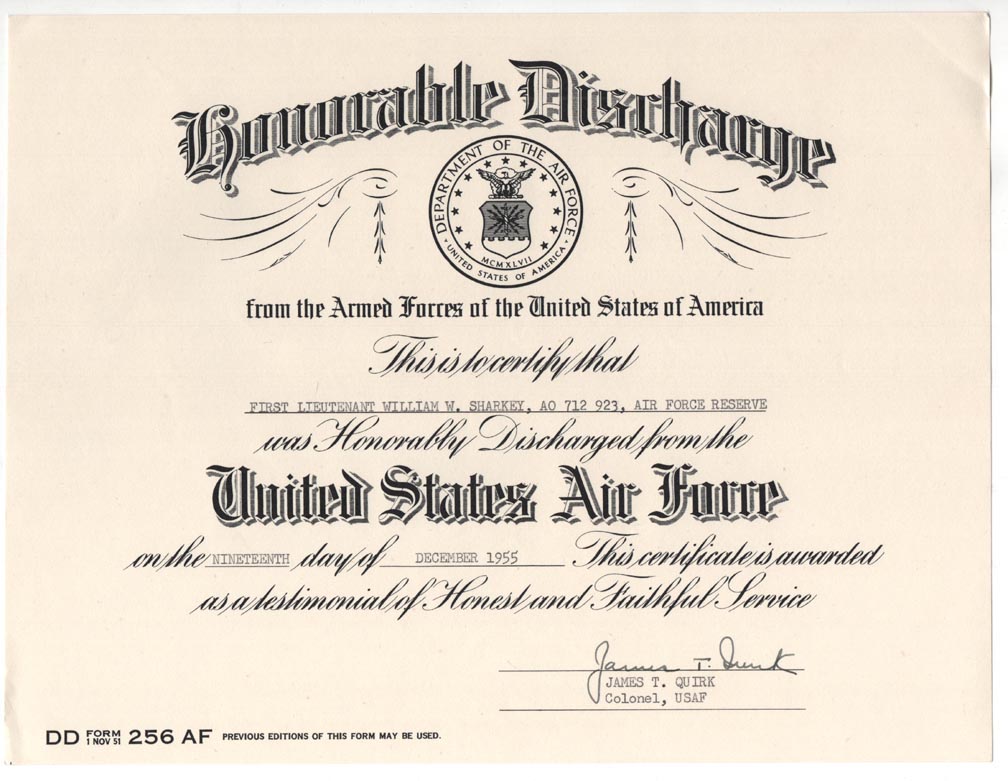 Honorable Discharge
DEPARTMENT OF THE AIR FORCE
MCMXLVII
UNITED STATES OF AMERICA
from the Armed Forces of the United States of America
This is to certify that
FIRST LIEUTENANT WILLIAM W. SHARKEY, AO 712 923, AIR FORCE RESERVE
was Honorably Discharged from the
United States Air Force
on the NINETEENTH day of DECEMBER 1955 This certificate is awarded
as a testimonial of Honest and Faithful Service
James T. Quirk
JAMES T. QUIRK
Colonel, USAF
DD FORM 1 NOV 51 256 AF PREVIOUS EDITIONS OF THIS FORM MAY BE USED.